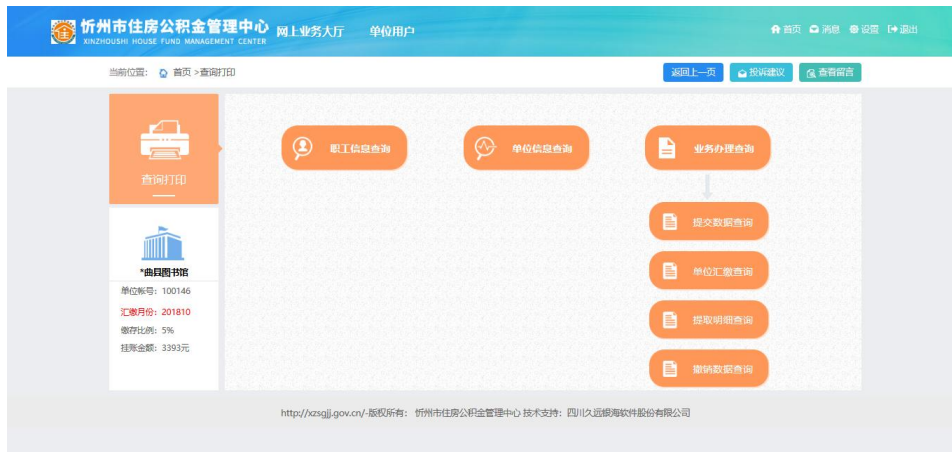 忻州市住房公积金管理中心 网上业务大厅 单位用户
XINZHOUSHI HOUSE FUND MANAGEMENT CENTER
首页 消息 设置 退出
当前位置： 首页 >查询打印
返回上一页 投诉建议 查看留言
查询打印
职工信息查询 单位信息查询 业务办理查询
提交数据查询
单位汇缴查询
提取明细查询
撤销数据查询
*曲县图书馆
单位帐号：100146
汇缴月份：201810
缴存比例：5%
挂账金额：3393元
http://xzsgjj.gov.cn/-版权所有： 忻州市住房公积金管理中心 技术支持：四川久远银海软件股份有限公司